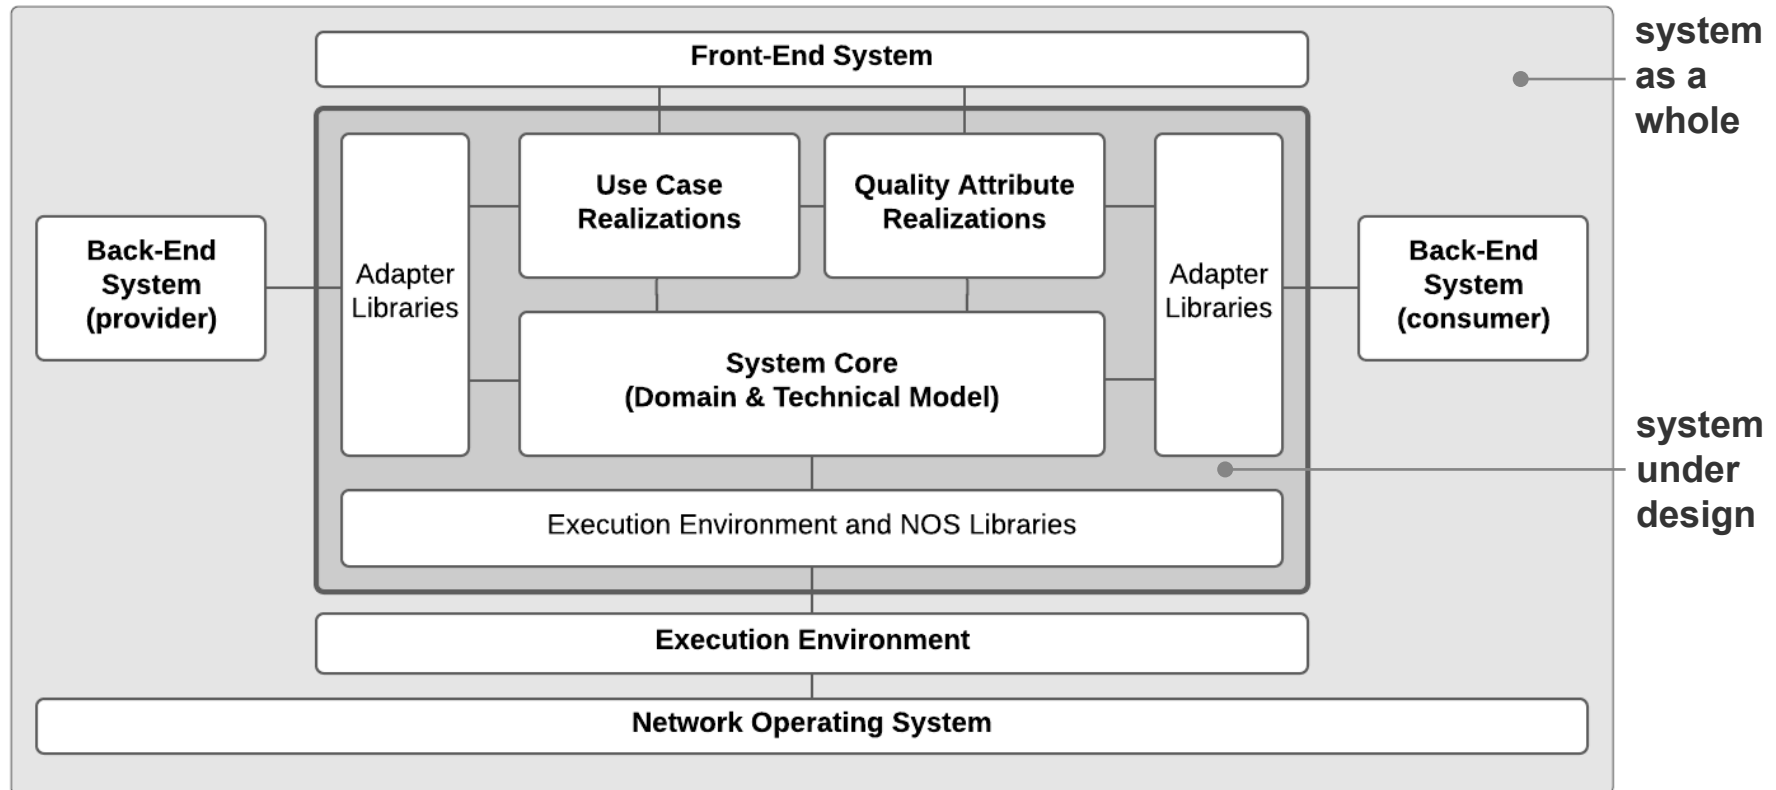 Front-End System
system
as a
whole
Use Case
Realizations
Quality Attribute
Realizations
Back-End
System
(provider)
Adapter
Libraries
Adapter
Libraries
Back-End
System
(consumer)
System Core
(Domain & Technical Model)
system
under
design
Execution Environment and NOS Libraries
Execution Environment
Network Operating System